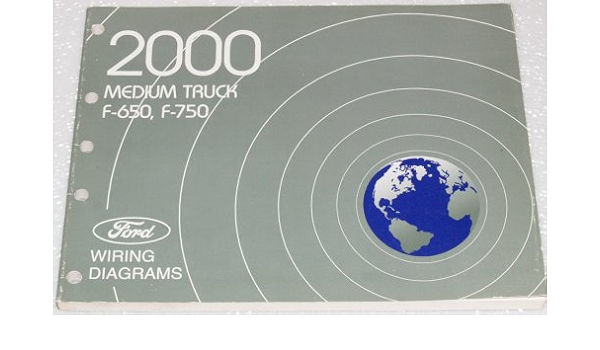 2000
MEDIUM TRUCK
F-650, F-750
Ford
WIRING
DIAGRAMS